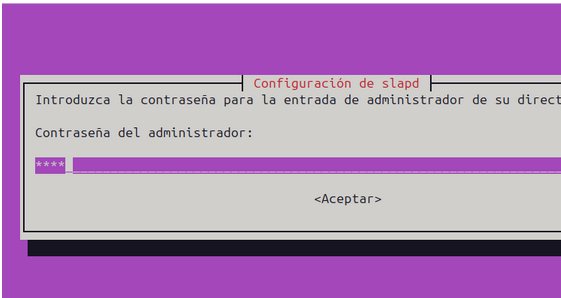 Configuración de slapd
Introduzca la contraseña para la entrada de administrador de su direct
Contraseña del administrador:
****
<Aceptar>